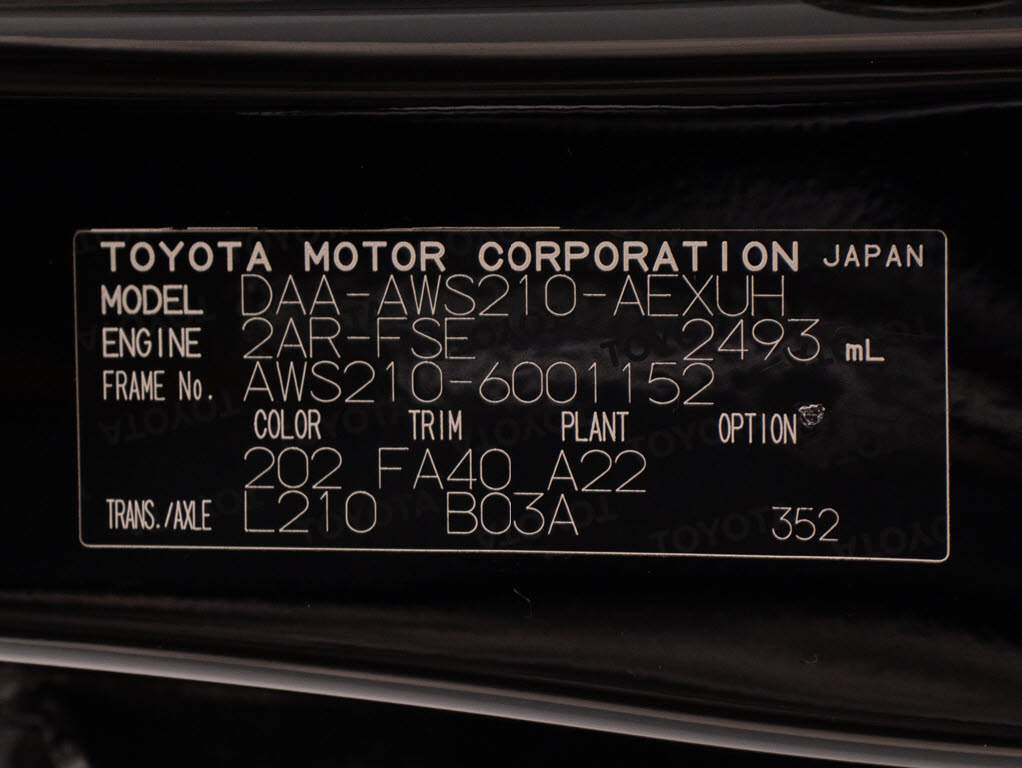 TOYOTA MOTOR CORPORATION JAPAN
MODEL DAA-AWS210-AEXUH
ENGINE 2AR-FSE 2493 mL
FRAME No. AWS210-6001152
COLOR TRIM PLANT OPTION
202 FA40 A22
TRANS./AXLE L210 B03A 352